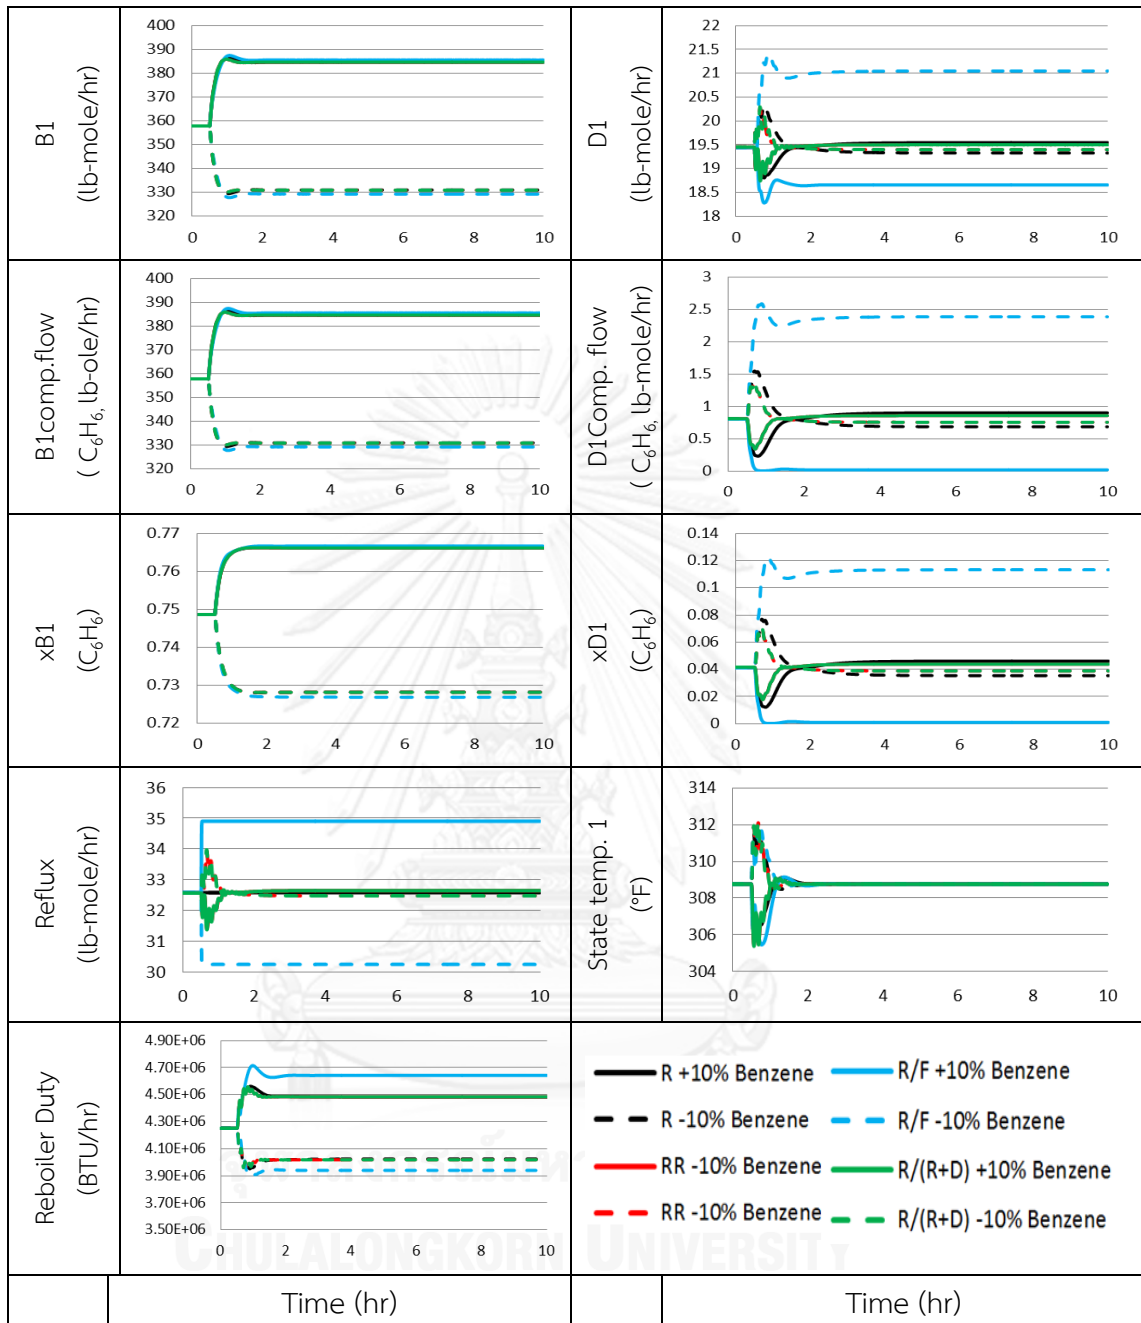 B1
(lb-mole/hr)
400
390
380
370
360
350
340
330
320
0 2 4 6 8 10
D1
(lb-mole/hr)
22
21.5
21
20.5
20
19.5
19
18.5
18
0 2 4 6 8 10
B1comp.flow
( C₆H₆, lb-ole/hr)
400
390
380
370
360
350
340
330
320
0 2 4 6 8 10
D1Comp. flow
( C₆H₆, lb-mole/hr)
3
2.5
2
1.5
1
0.5
0
0 2 4 6 8 10
xB1
(C₆H₆)
0.77
0.76
0.75
0.74
0.73
0.72
0 2 4 6 8 10
xD1
(C₆H₆)
0.14
0.12
0.1
0.08
0.06
0.04
0.02
0
0 2 4 6 8 10
Reflux
(lb-mole/hr)
36
35
34
33
32
31
30
0 2 4 6 8 10
State temp. 1
(°F)
314
312
310
308
306
304
0 2 4 6 8 10
Reboiler Duty
(BTU/hr)
4.90E+06
4.70E+06
4.50E+06
4.30E+06
4.10E+06
3.90E+06
3.70E+06
3.50E+06
0 2 4 6 8 10
R +10% Benzene
R/F +10% Benzene
R -10% Benzene
R/F -10% Benzene
RR -10% Benzene
R/(R+D) +10% Benzene
RR -10% Benzene
R/(R+D) -10% Benzene
CHULALONGKORN UNIVERSITY
Time (hr)
Time (hr)